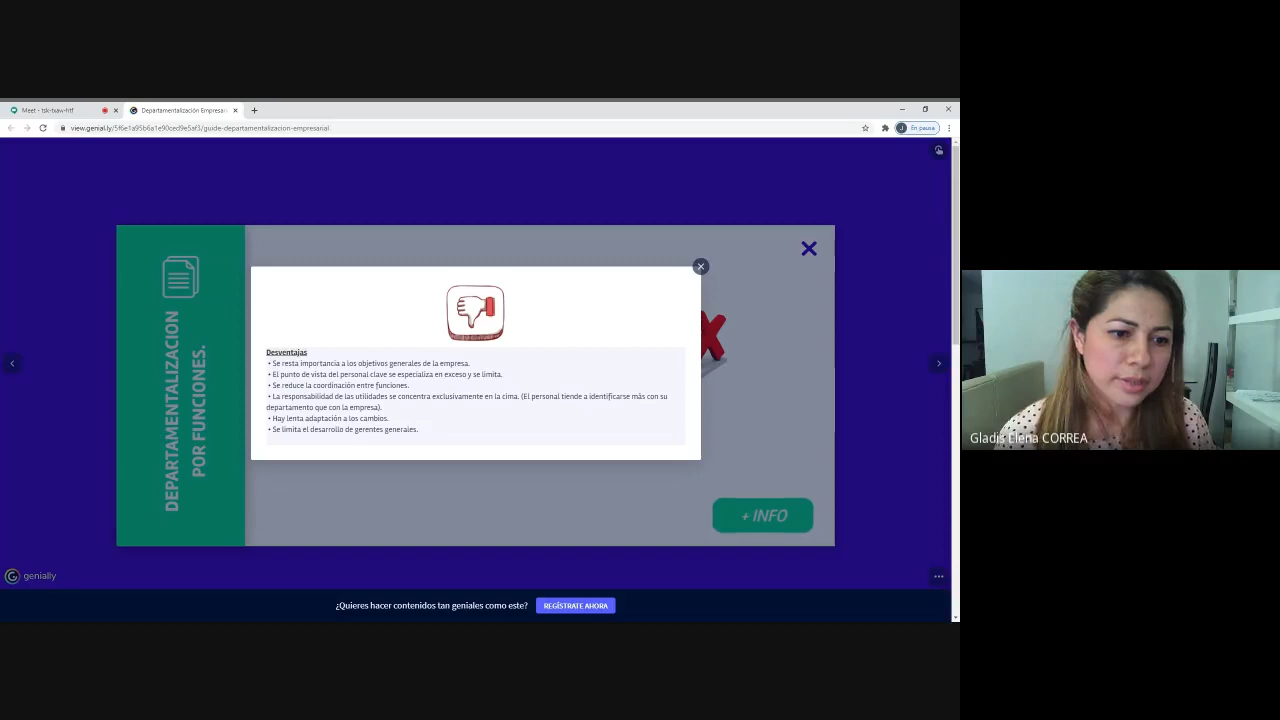 Meet - tsk-txaw-htf
Departamentalización Empresari
view.genial.ly/5f6e1a95b6a1e90ced9e5af3/guide-departamentalizacion-empresarial
J En pausa
DEPARTAMENTALIZACION
POR FUNCIONES.
Desventajas
• Se resta importancia a los objetivos generales de la empresa.
• El punto de vista del personal clave se especializa en exceso y se limita.
• Se reduce la coordinación entre funciones.
• La responsabilidad de las utilidades se concentra exclusivamente en la cima. (El personal tiende a identificarse más con su
departamento que con la empresa).
• Hay lenta adaptación a los cambios.
• Se limita el desarrollo de gerentes generales.
+ INFO
Gladis Elena CORREA
genially
¿Quieres hacer contenidos tan geniales como este? REGÍSTRATE AHORA